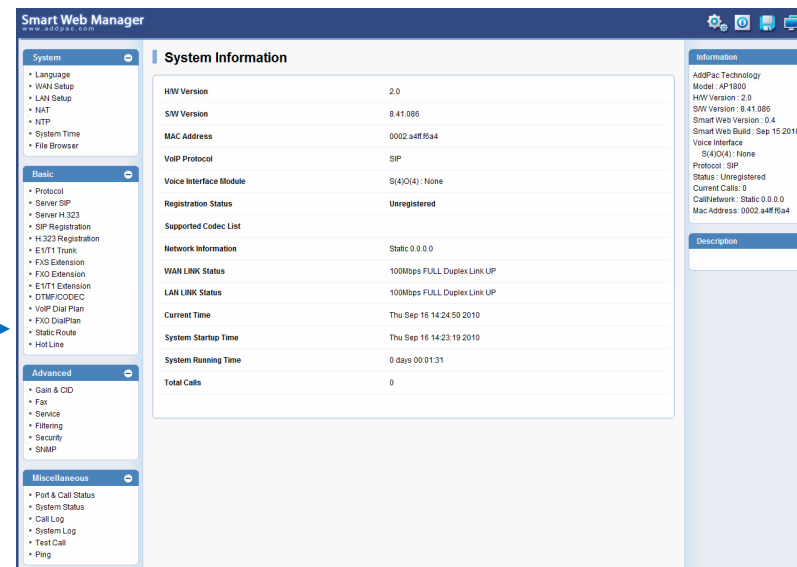 Smart Web Manager
www.addpac.com
System
Language
WAN Setup
LAN Setup
NAT
NTP
System Time
File Browser
Basic
Protocol
Server SIP
Server H.323
SIP Registration
H.323 Registration
E1/T1 Trunk
FXS Extension
FXO Extension
E1/T1 Extension
DTMF/CODEC
VoIP Dial Plan
FXO DialPlan
Static Route
Hot Line
Advanced
Gain & CID
Fax
Service
Filtering
Security
SNMP
Miscellaneous
Port & Call Status
System Status
Call Log
System Log
Test Call
Ping
System Information
H/W Version 2.0
S/W Version 8.41.086
MAC Address 0002.a4ff.f6a4
VoIP Protocol SIP
Voice Interface Module S(4)O(4) : None
Registration Status Unregistered
Supported Codec List
Network Information Static 0.0.0.0
WAN LINK Status 100Mbps FULL Duplex Link UP
LAN LINK Status 100Mbps FULL Duplex Link UP
Current Time Thu Sep 16 14:24:50 2010
System Startup Time Thu Sep 16 14:23:19 2010
System Running Time 0 days 00:01:31
Total Calls 0
Information
AddPac Technology
Model : AP1800
H/W Version : 2.0
S/W Version : 8.41.086
Smart Web Version : 0.4
Smart Web Build : Sep 15 2010
Voice Interface
S(4)O(4) : None
Protocol : SIP
Status : Unregistered
Current Calls: 0
CallNetwork : Static 0.0.0.0
Mac Address: 0002.a4ff.f6a4
Description